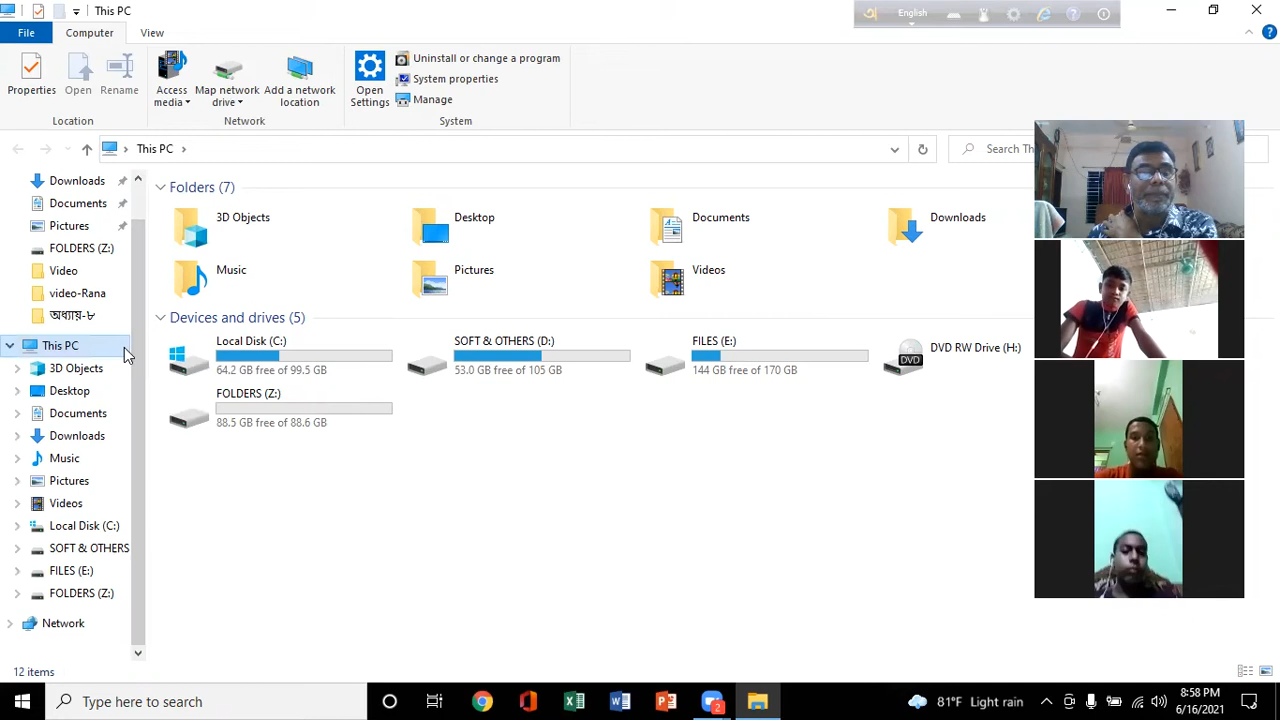 This PC
English
File
Computer
View
Properties
Open
Rename
Access media
Map network drive
Add a network location
Open Settings
Uninstall or change a program
System properties
Manage
Location
Network
System
This PC
Search Th
Downloads
Documents
Pictures
FOLDERS (Z:)
Video
video-Rana
অধ্যায়-৮
This PC
3D Objects
Desktop
Documents
Downloads
Music
Pictures
Videos
Local Disk (C:)
SOFT & OTHERS
FILES (E:)
FOLDERS (Z:)
Network
Folders (7)
3D Objects
Desktop
Documents
Downloads
Music
Pictures
Videos
Devices and drives (5)
Local Disk (C:)
64.2 GB free of 99.5 GB
SOFT & OTHERS (D:)
53.0 GB free of 105 GB
FILES (E:)
144 GB free of 170 GB
DVD RW Drive (H:)
DVD
FOLDERS (Z:)
88.5 GB free of 88.6 GB
12 items
Type here to search
2
81°F Light rain
8:58 PM
6/16/2021